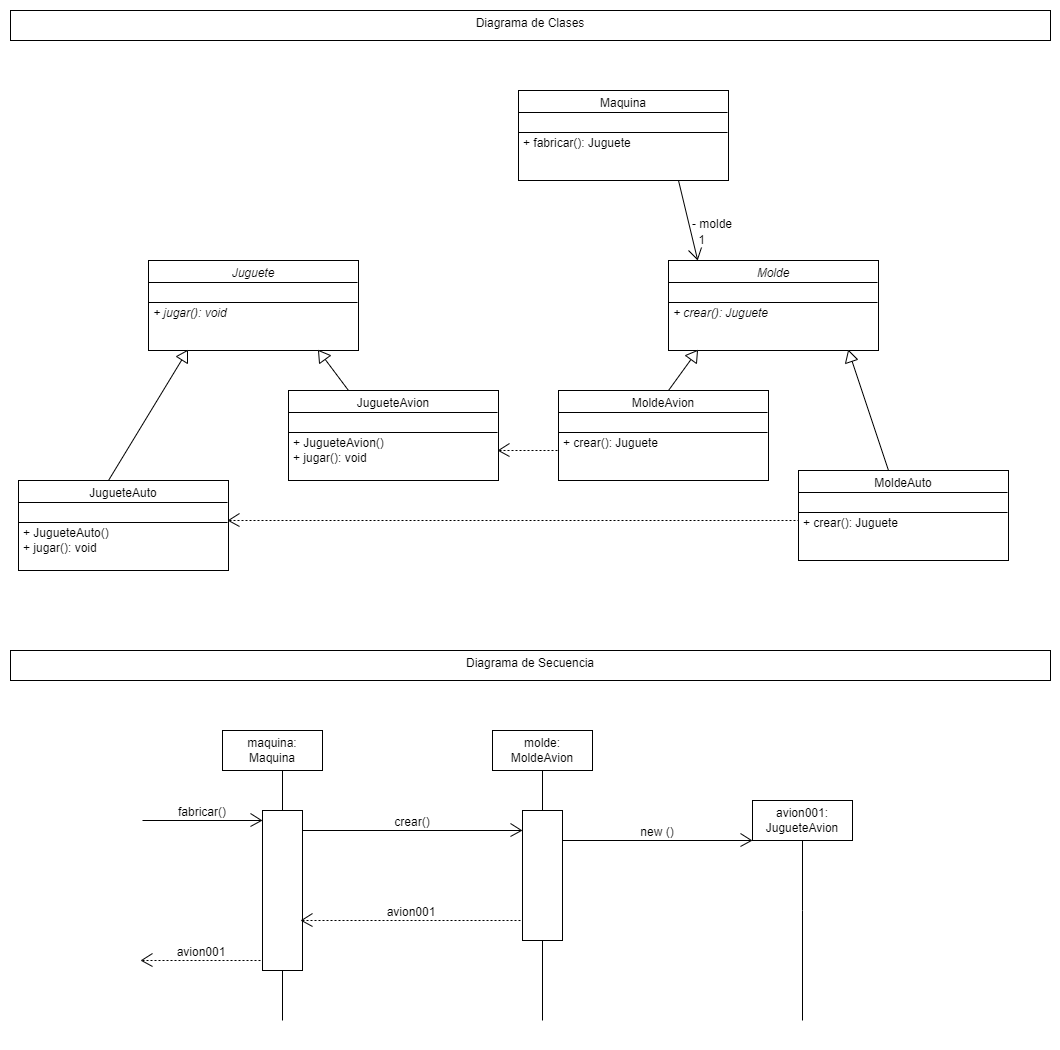 Diagrama de Clases
Maquina
+ fabricar(): Juguete
- molde
1
Juguete
+ jugar(): void
Molde
+ crear(): Juguete
JugueteAvion
+ JugueteAvion()
+ jugar(): void
MoldeAvion
+ crear(): Juguete
JugueteAuto
+ JugueteAuto()
+ jugar(): void
MoldeAuto
+ crear(): Juguete
Diagrama de Secuencia
maquina:
Maquina
molde:
MoldeAvion
avion001:
JugueteAvion
fabricar()
crear()
new ()
avion001
avion001